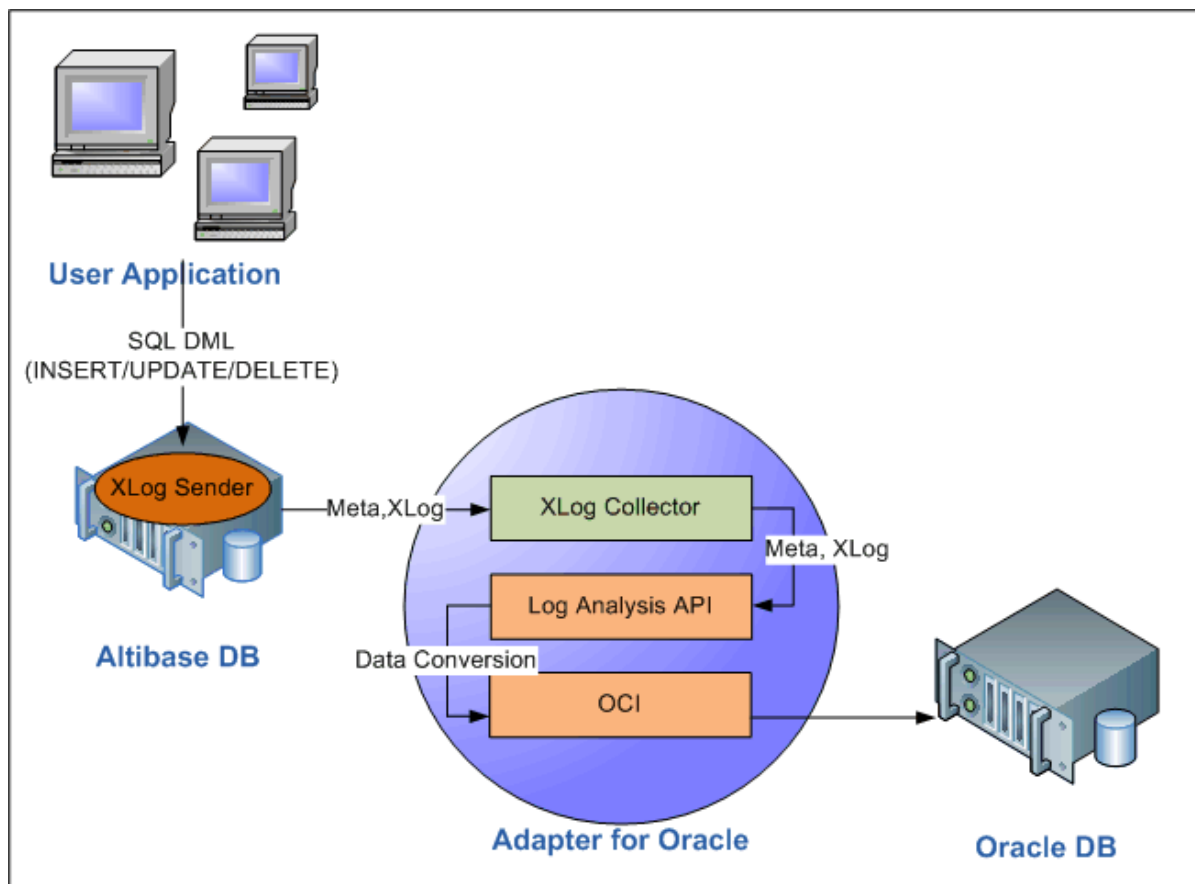 User Application
SQL DML
(INSERT/UPDATE/DELETE)
XLog Sender
Altibase DB
Meta,XLog
XLog Collector
Meta, XLog
Log Analysis API
Data Conversion
OCI
Adapter for Oracle
Oracle DB